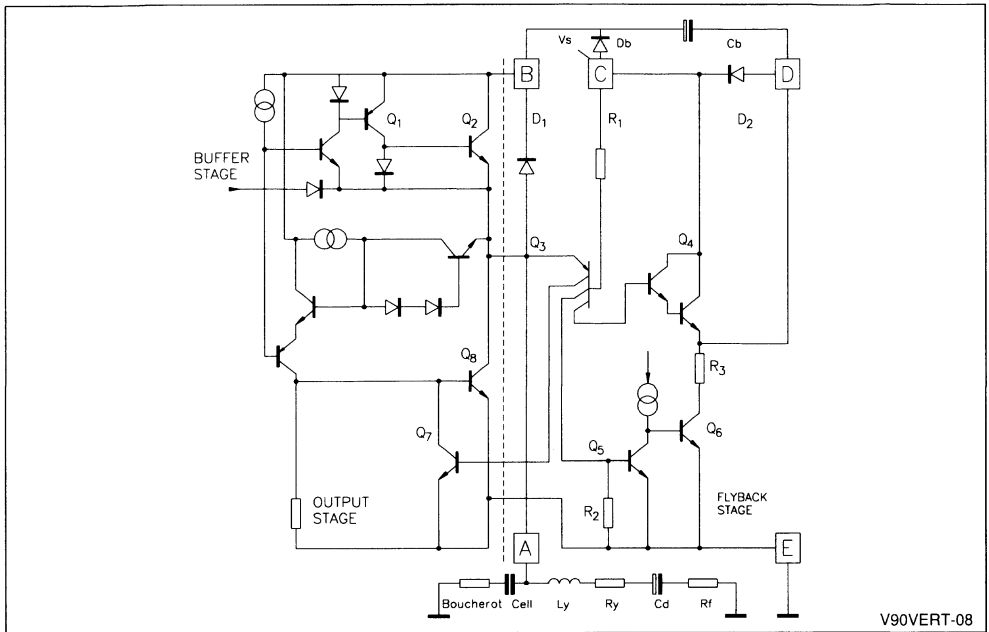 Vs
Db
Cb
B
C
D
Q1
Q2
D1
R1
D2
BUFFER
STAGE
Q3
Q4
Q8
R3
Q7
Q5
Q6
OUTPUT
STAGE
R2
FLYBACK
STAGE
A
E
Boucherot Cell Ly Ry Cd Rf
V90VERT-08